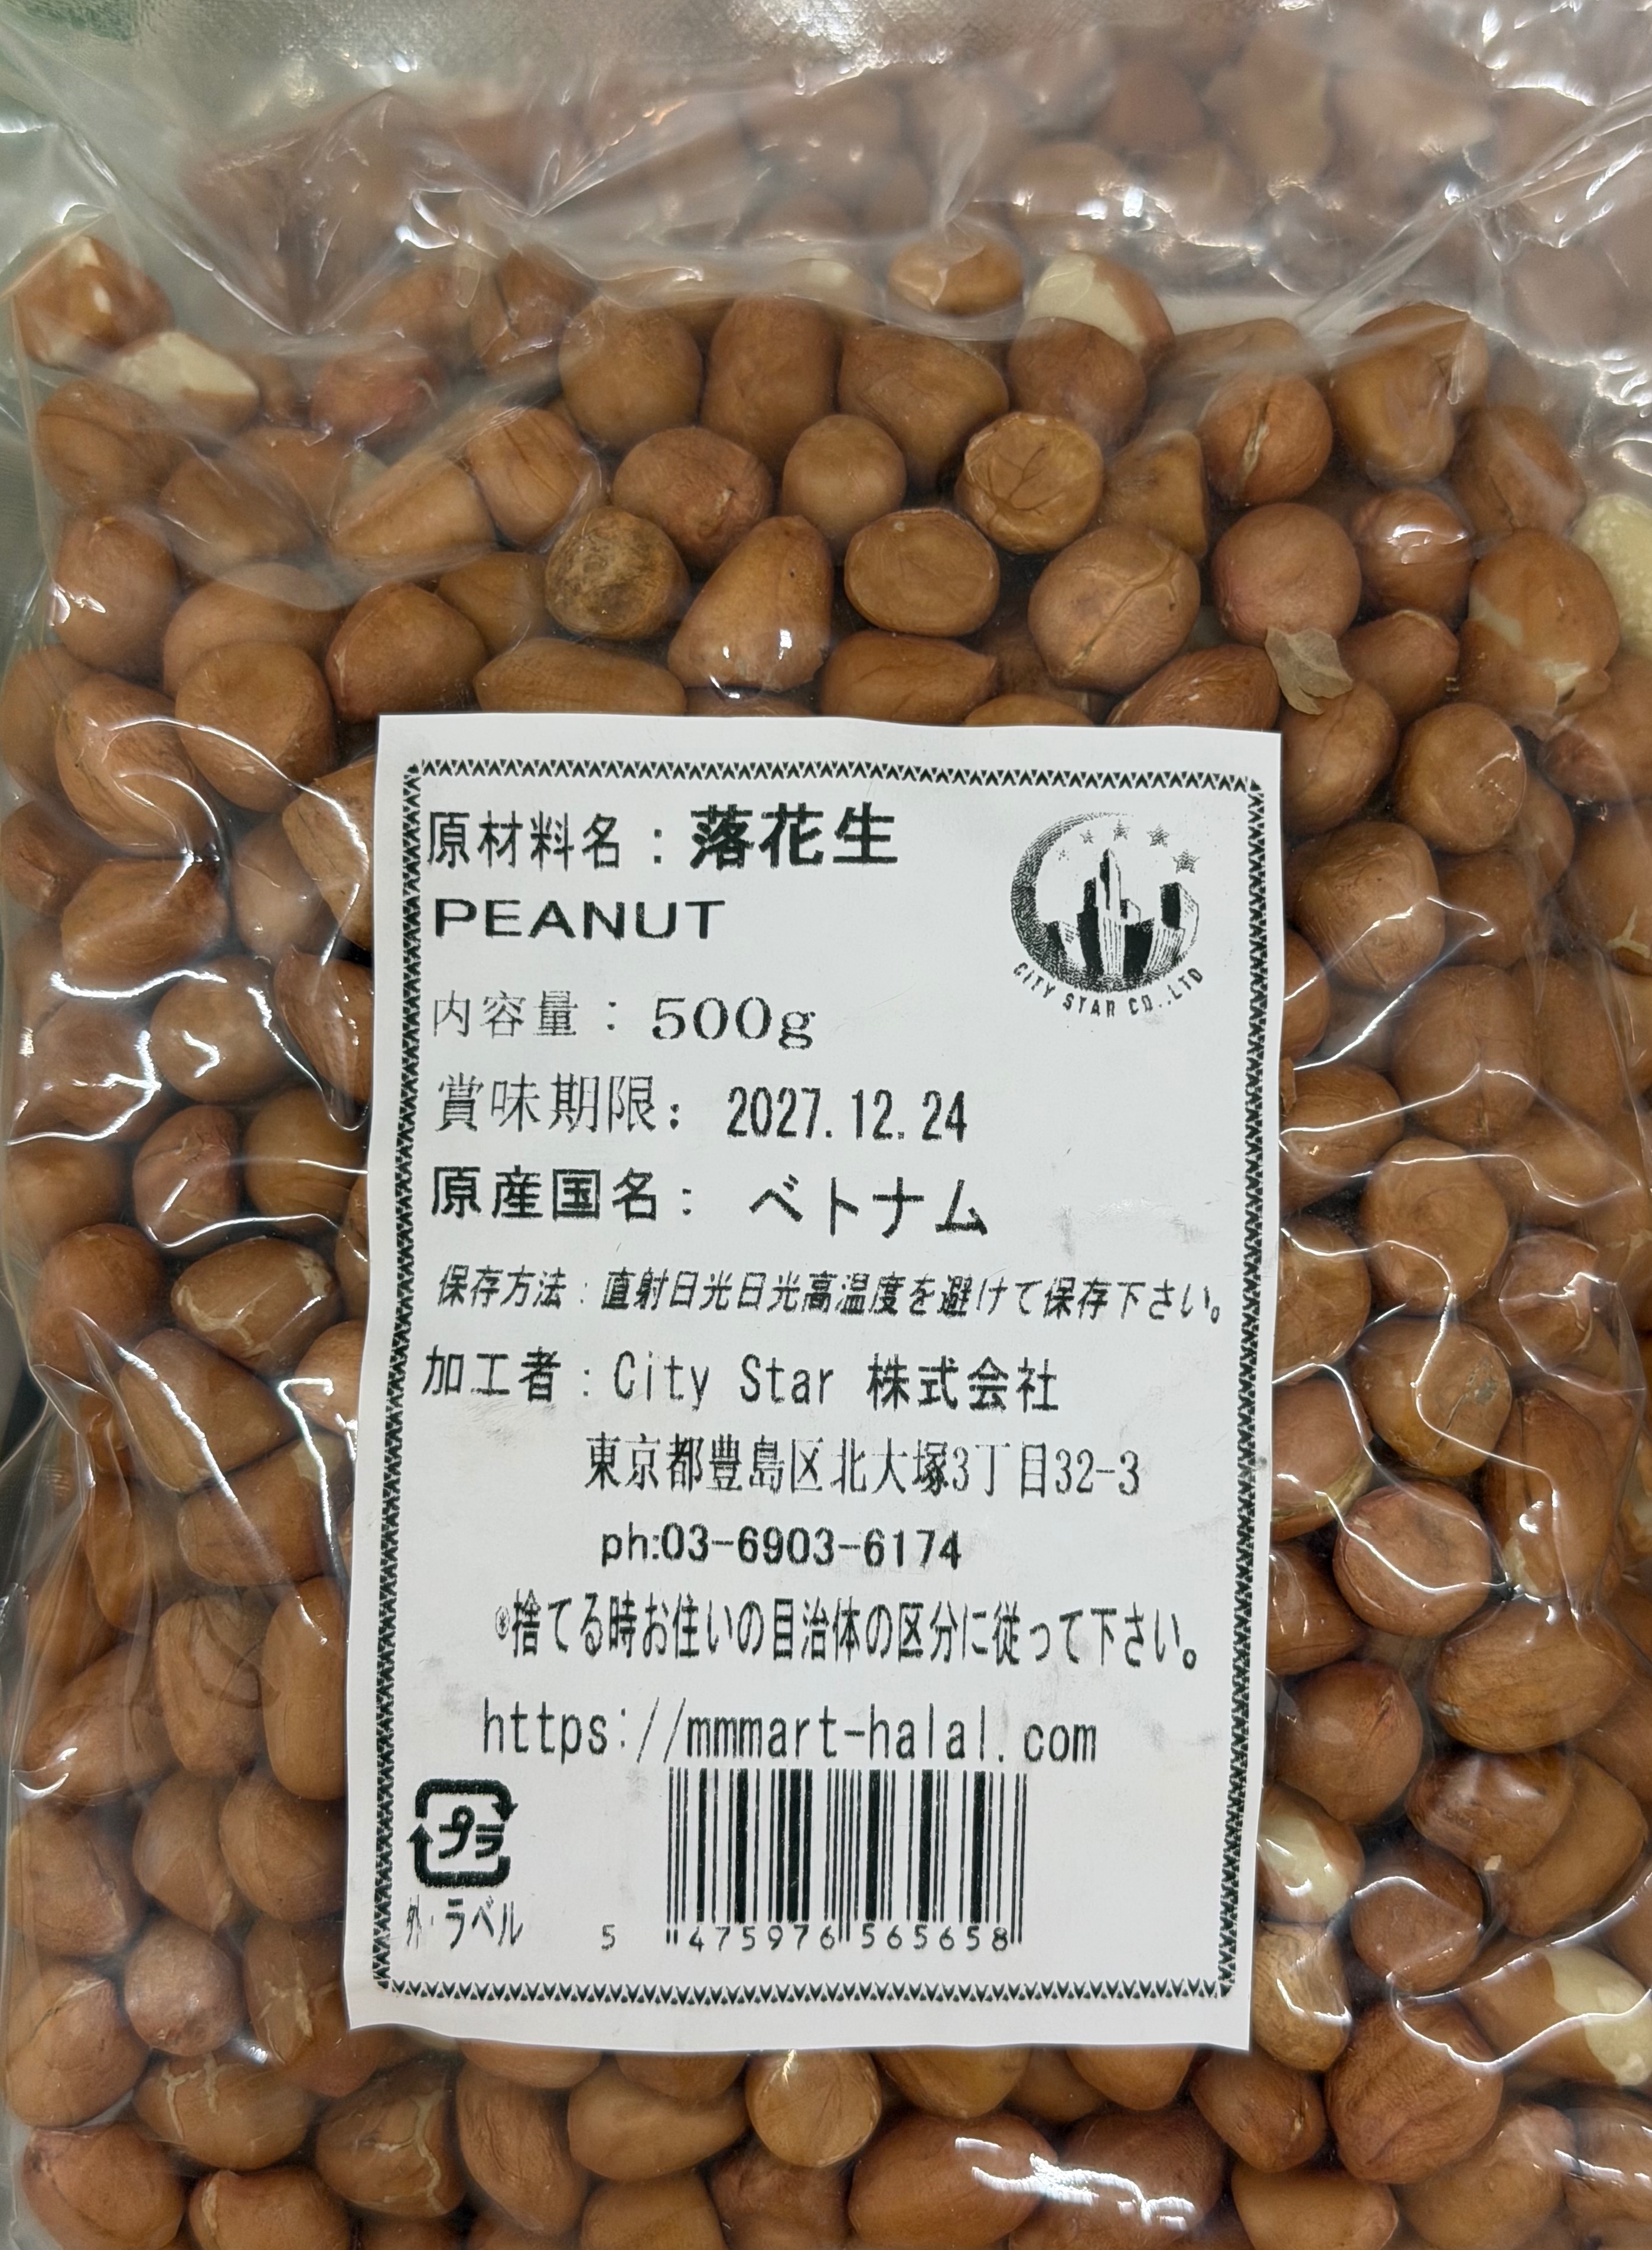 原材料名：落花生
PEANUT
CITY STAR CO.,LTD
内容量：500g
賞味期限：2027.12.24
原産国名：ベトナム
保存方法：直射日光日光高温度を避けて保存下さい。
加工者：City Star 株式会社
東京都豊島区北大塚3丁目32-3
ph:03-6903-6174
※捨てる時お住いの目治体の区分に従って下さい。
https://mmmart-halal.com
プラ
外・ラベル
5 475976 565658